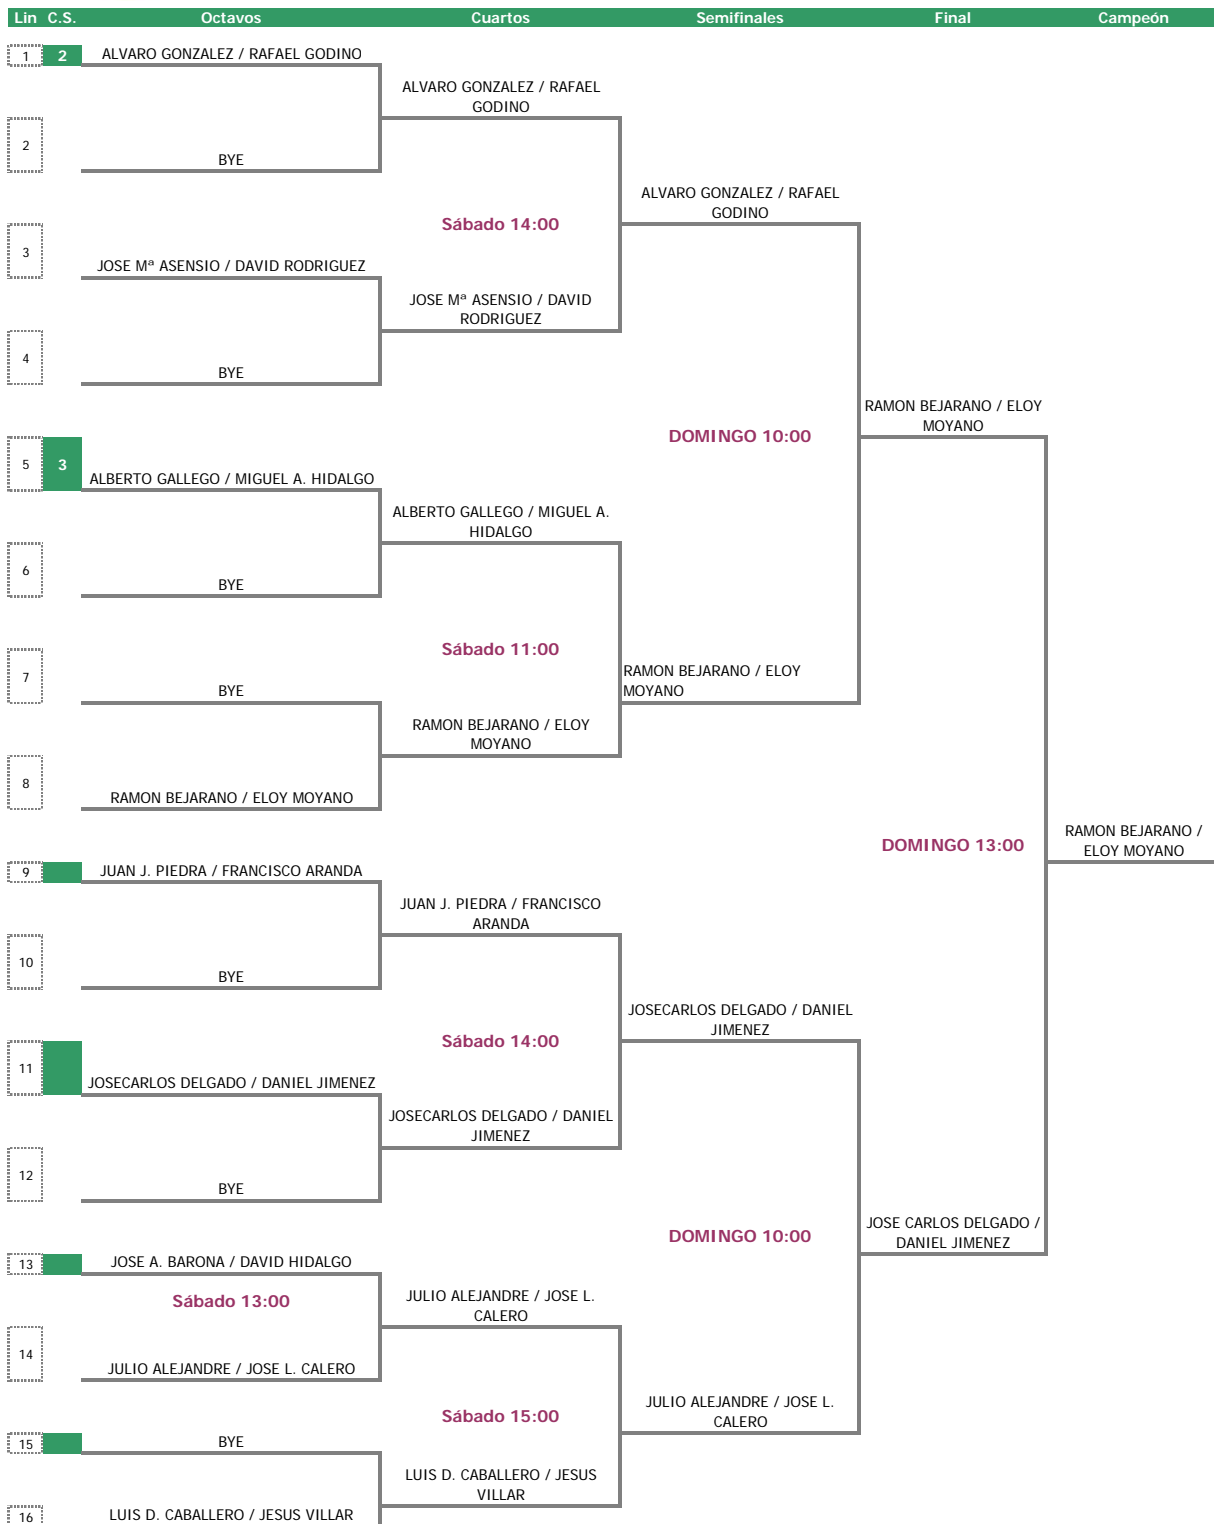 Lin C.S. Octavos Cuartos Semifinales Final Campeón
1 2 ALVARO GONZALEZ / RAFAEL GODINO
ALVARO GONZALEZ / RAFAEL
GODINO
2
BYE
ALVARO GONZALEZ / RAFAEL
GODINO
Sábado 14:00
3
JOSE Mª ASENSIO / DAVID RODRIGUEZ
JOSE Mª ASENSIO / DAVID
RODRIGUEZ
4
BYE
RAMON BEJARANO / ELOY
MOYANO
DOMINGO 10:00
5 3
ALBERTO GALLEGO / MIGUEL A. HIDALGO
ALBERTO GALLEGO / MIGUEL A.
HIDALGO
6
BYE
Sábado 11:00
RAMON BEJARANO / ELOY
MOYANO
7
BYE
RAMON BEJARANO / ELOY
MOYANO
8
RAMON BEJARANO / ELOY MOYANO
DOMINGO 13:00
RAMON BEJARANO /
ELOY MOYANO
9 JUAN J. PIEDRA / FRANCISCO ARANDA
JUAN J. PIEDRA / FRANCISCO
ARANDA
10
BYE
JOSECARLOS DELGADO / DANIEL
JIMENEZ
Sábado 14:00
11
JOSECARLOS DELGADO / DANIEL JIMENEZ
JOSECARLOS DELGADO / DANIEL
JIMENEZ
12
BYE
JOSE CARLOS DELGADO /
DANIEL JIMENEZ
DOMINGO 10:00
13 JOSE A. BARONA / DAVID HIDALGO
Sábado 13:00
JULIO ALEJANDRE / JOSE L.
CALERO
14
JULIO ALEJANDRE / JOSE L. CALERO
JULIO ALEJANDRE / JOSE L.
CALERO
Sábado 15:00
15 BYE
LUIS D. CABALLERO / JESUS
VILLAR
16 LUIS D. CABALLERO / JESUS VILLAR